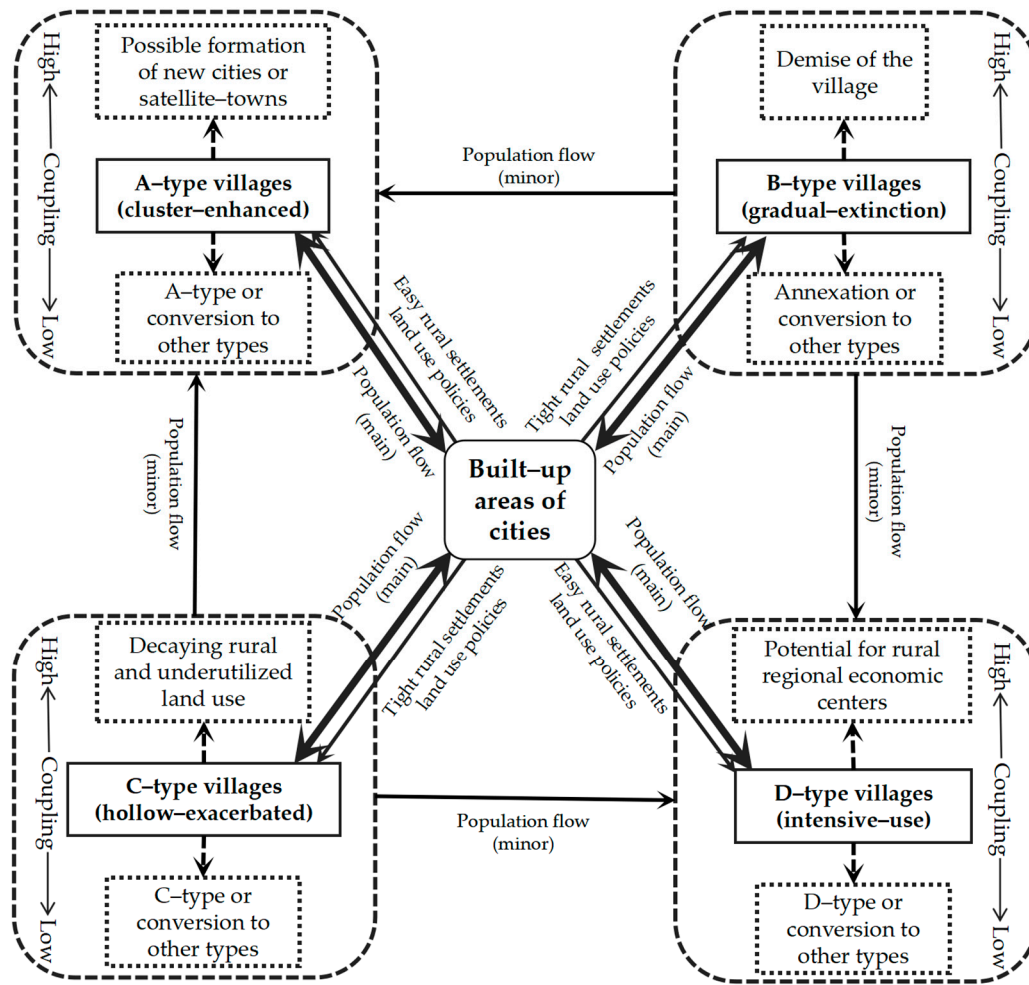 High
Coupling
Low
Possible formation
of new cities or
satellite–towns
A–type villages
(cluster–enhanced)
A–type or
conversion to
other types
Population flow
(minor)
Demise of the
village
B–type villages
(gradual–extinction)
Annexation or
conversion to
other types
High
Coupling
Low
Easy rural settlements
land use policies
Population flow
(main)
Tight rural settlements
land use policies
Population flow
(main)
Population flow
(minor)
Built–up
areas of
cities
Population flow
(minor)
Population flow
(main)
Tight rural settlements
land use policies
Population flow
(main)
Easy rural settlements
land use policies
High
Coupling
Low
Decaying rural
and underutilized
land use
C–type villages
(hollow–exacerbated)
C–type or
conversion to
other types
Population flow
(minor)
Potential for rural
regional economic
centers
D–type villages
(intensive–use)
D–type or
conversion to
other types
High
Coupling
Low